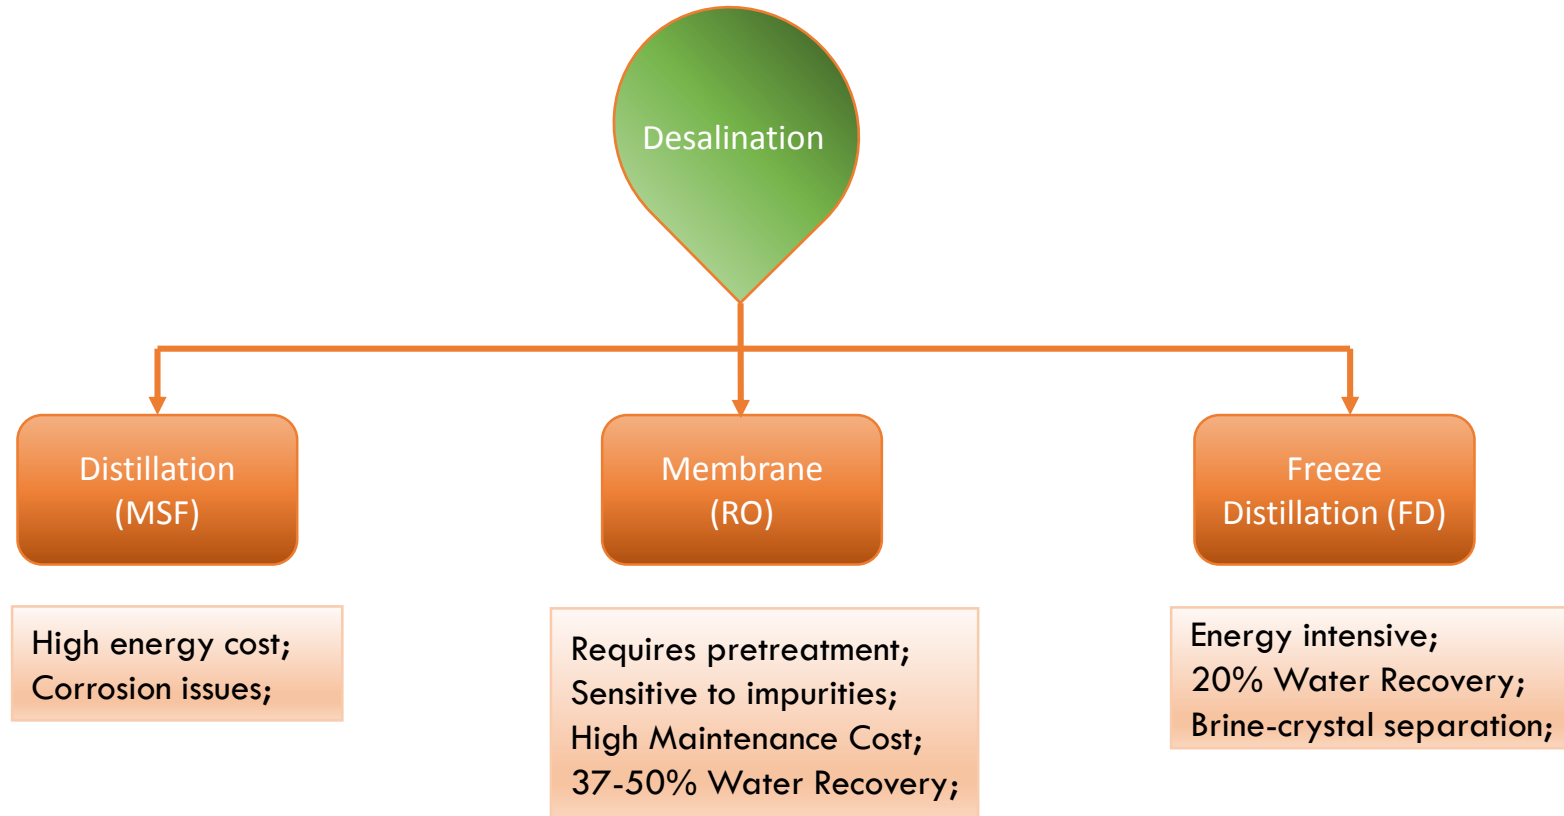 Desalination
Distillation
(MSF)
Membrane
(RO)
Freeze
Distillation (FD)
High energy cost;
Corrosion issues;
Requires pretreatment;
Sensitive to impurities;
High Maintenance Cost;
37-50% Water Recovery;
Energy intensive;
20% Water Recovery;
Brine-crystal separation;